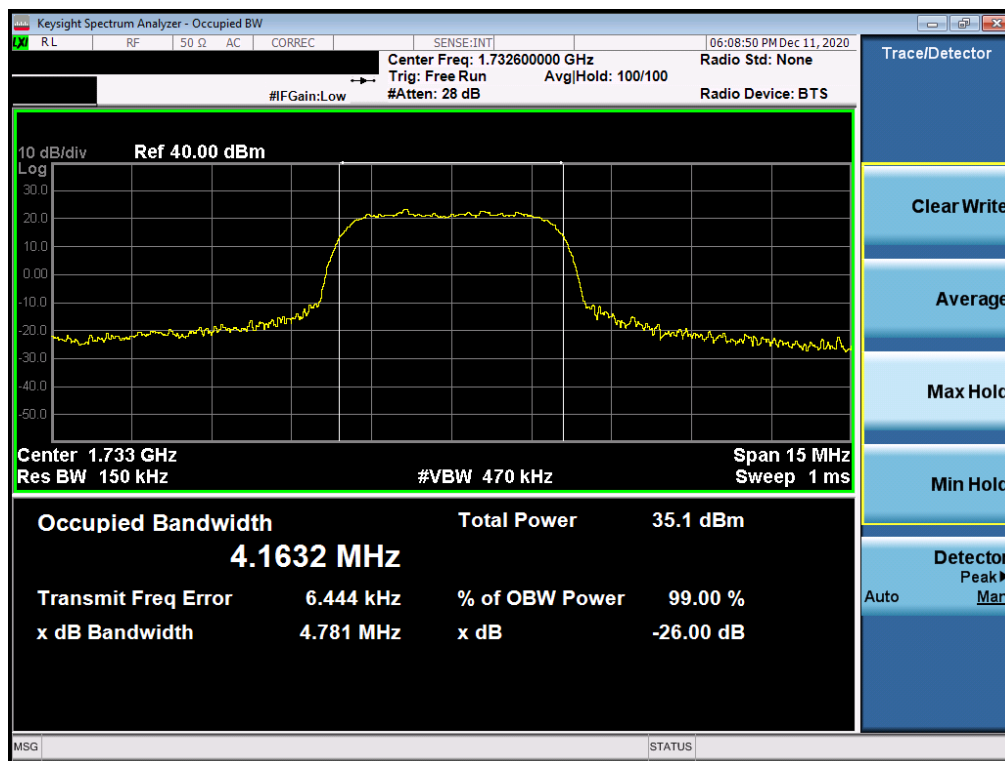 Keysight Spectrum Analyzer - Occupied BW
LXI RL RF 50 Ω AC CORREC SENSE:INT 06:08:50 PM Dec 11, 2020
Center Freq: 1.732600000 GHz Radio Std: None
Trig: Free Run Avg|Hold: 100/100
#IFGain:Low #Atten: 28 dB Radio Device: BTS
10 dB/div Ref 40.00 dBm
Log
30.0
20.0
10.0
0.00
-10.0
-20.0
-30.0
-40.0
-50.0
Center 1.733 GHz Span 15 MHz
Res BW 150 kHz #VBW 470 kHz Sweep 1 ms
Occupied Bandwidth Total Power 35.1 dBm
4.1632 MHz
Transmit Freq Error 6.444 kHz % of OBW Power 99.00 %
x dB Bandwidth 4.781 MHz x dB -26.00 dB
MSG STATUS
Trace/Detector
Clear Write
Average
Max Hold
Min Hold
Detector
Peak
Auto Man